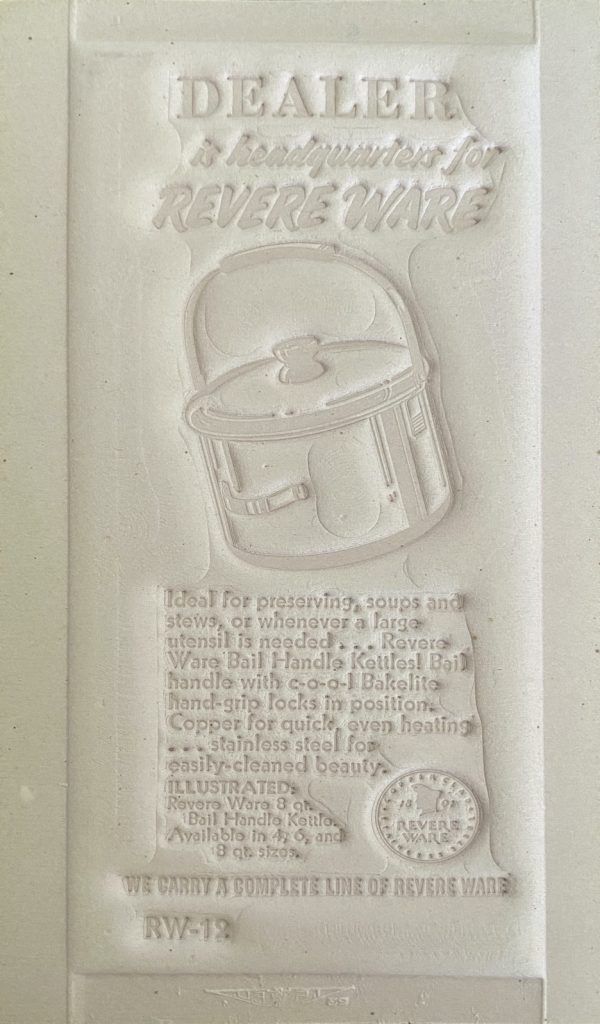 DEALER
is headquarters for
REVERE WARE
Ideal for preserving, soups and
stews, or whenever a large
utensil is needed . . . Revere
Ware Bail Handle Kettles! Bail
handle with c-o-o-l Bakelite
hand-grip locks in position.
Copper for quick, even heating
. . . stainless steel for
easily-cleaned beauty.
ILLUSTRATED:
Revere Ware 8 qt.
Bail Handle Kettle.
Available in 4, 6, and
8 qt. sizes.
18
REVERE
WARE
WE CARRY A COMPLETE LINE OF REVERE WARE
RW-12